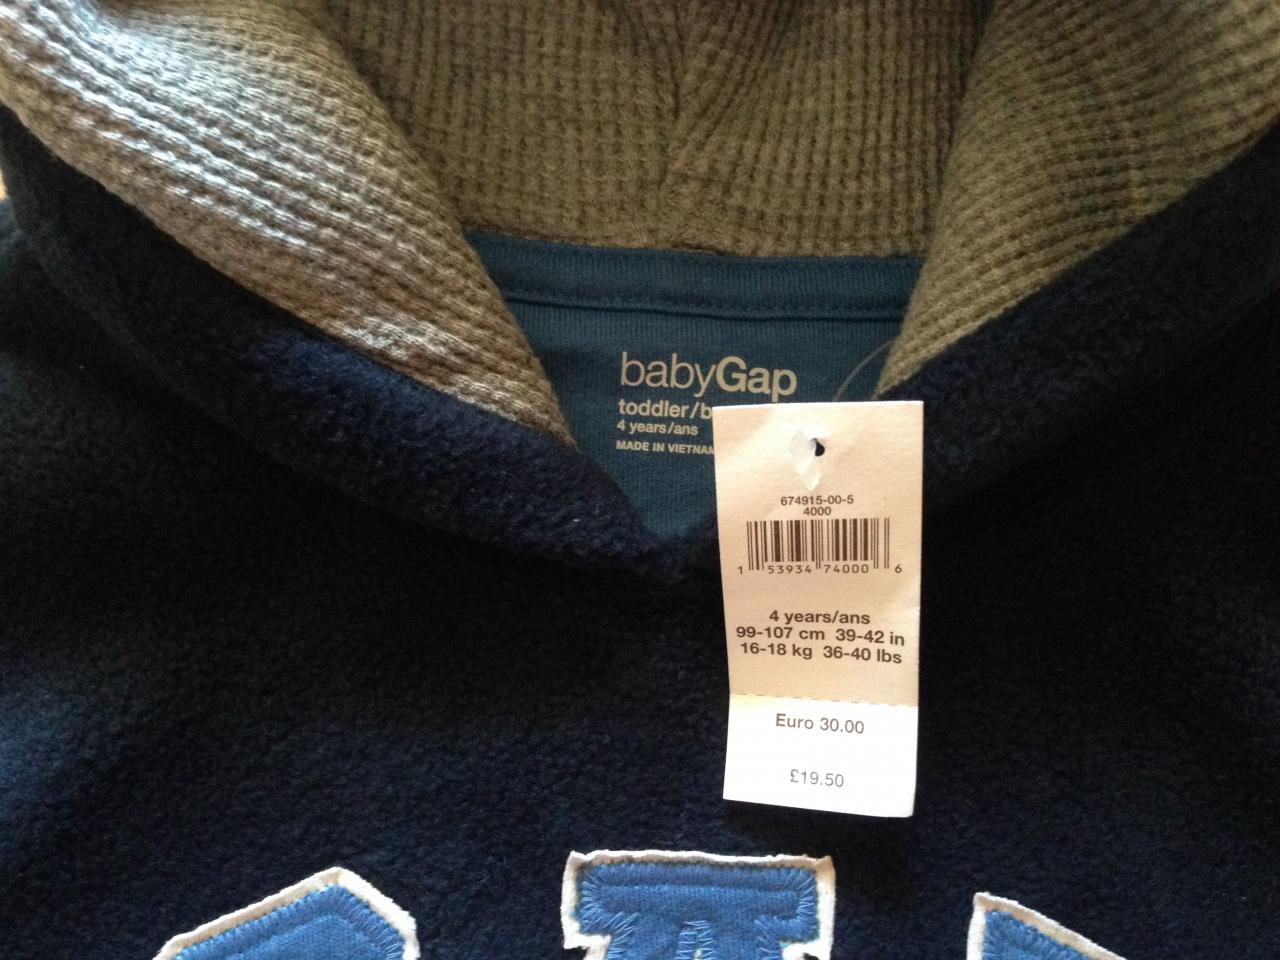 babyGap
toddler/b
4 years/ans
MADE IN VIETNAM
674915-00-5
4000
1 53934 74000 6
4 years/ans
99-107 cm 39-42 in
16-18 kg 36-40 lbs
Euro 30.00
£19.50